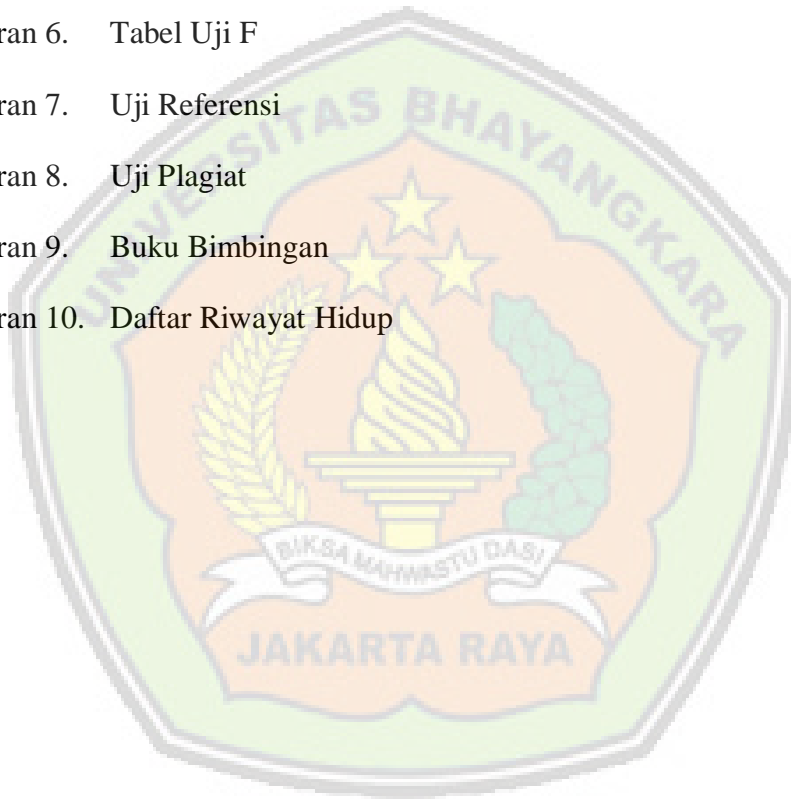 ran 6. Tabel Uji F
ran 7. Uji Referensi
ran 8. Uji Plagiat
ran 9. Buku Bimbingan
ran 10. Daftar Riwayat Hidup
UNIVERSITAS BHAYANGKARA
BIKSA MAHWASTU DASI
JAKARTA RAYA